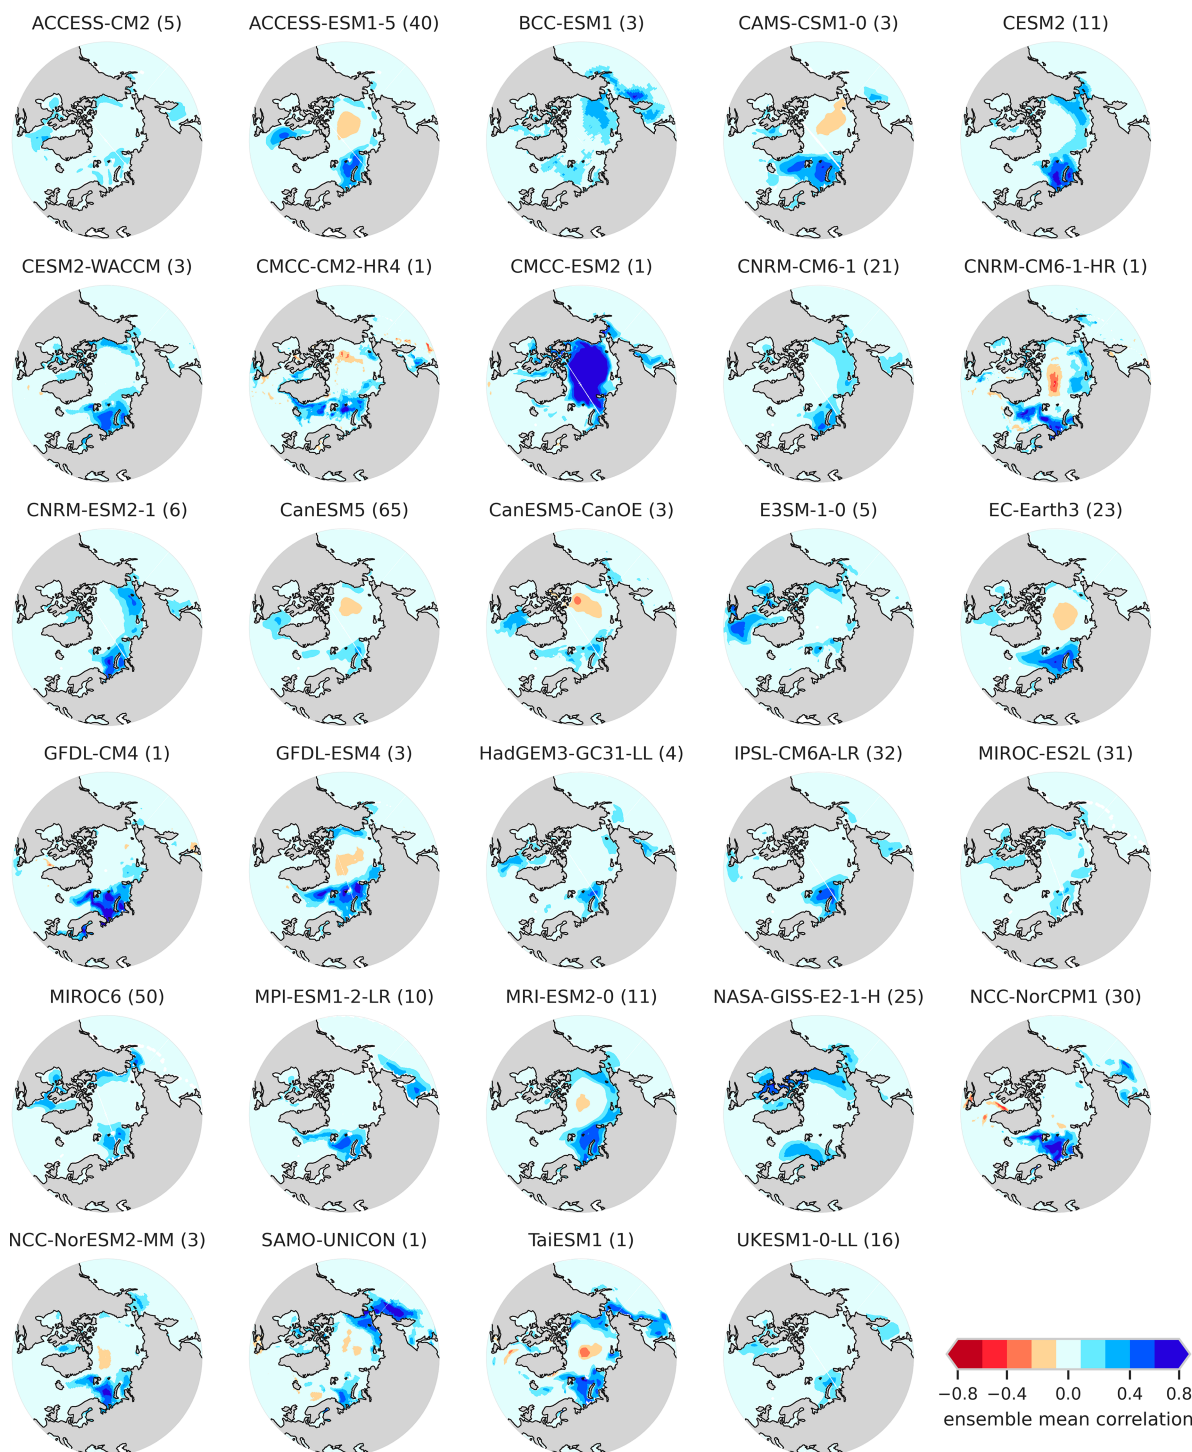 ACCESS-CM2 (5) ACCESS-ESM1-5 (40) BCC-ESM1 (3) CAMS-CSM1-0 (3) CESM2 (11)
CESM2-WACCM (3) CMCC-CM2-HR4 (1) CMCC-ESM2 (1) CNRM-CM6-1 (21) CNRM-CM6-1-HR (1)
CNRM-ESM2-1 (6) CanESM5 (65) CanESM5-CanOE (3) E3SM-1-0 (5) EC-Earth3 (23)
GFDL-CM4 (1) GFDL-ESM4 (3) HadGEM3-GC31-LL (4) IPSL-CM6A-LR (32) MIROC-ES2L (31)
MIROC6 (50) MPI-ESM1-2-LR (10) MRI-ESM2-0 (11) NASA-GISS-E2-1-H (25) NCC-NorCPM1 (30)
NCC-NorESM2-MM (3) SAMO-UNICON (1) TaiESM1 (1) UKESM1-0-LL (16)
−0.8 −0.4 0.0 0.4 0.8
ensemble mean correlation